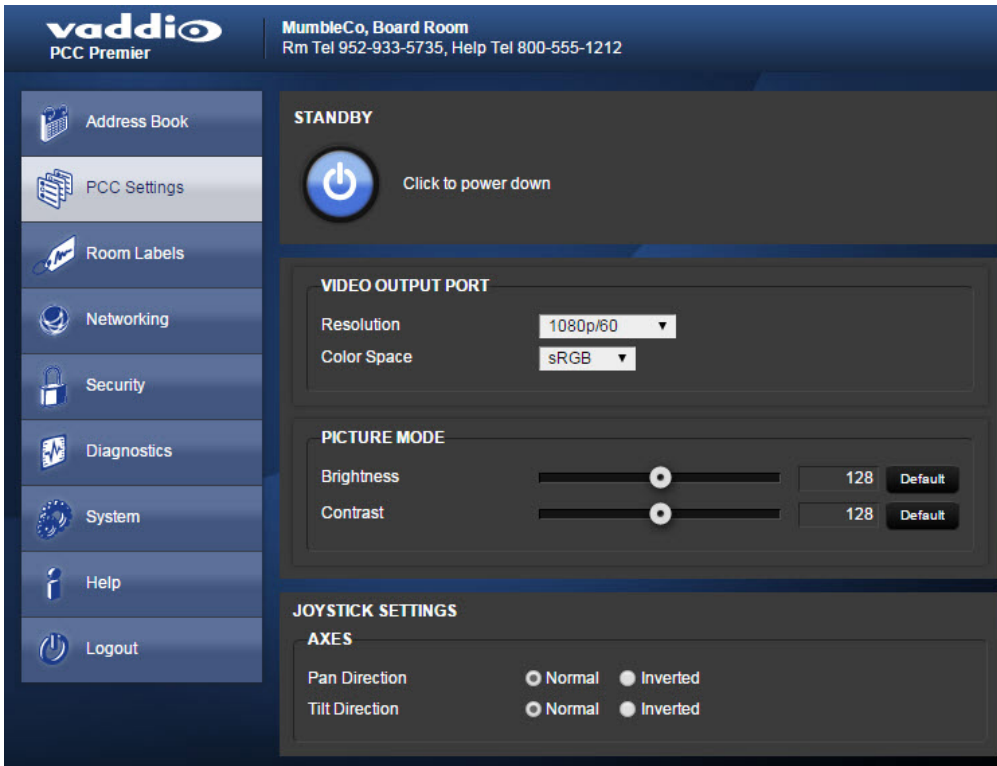 vaddio
PCC Premier
MumbleCo, Board Room
Rm Tel 952-933-5735, Help Tel 800-555-1212
Address Book
PCC Settings
Room Labels
Networking
Security
Diagnostics
System
Help
Logout
STANDBY
Click to power down
VIDEO OUTPUT PORT
Resolution 1080p/60
Color Space sRGB
PICTURE MODE
Brightness 128 Default
Contrast 128 Default
JOYSTICK SETTINGS
AXES
Pan Direction Normal Inverted
Tilt Direction Normal Inverted